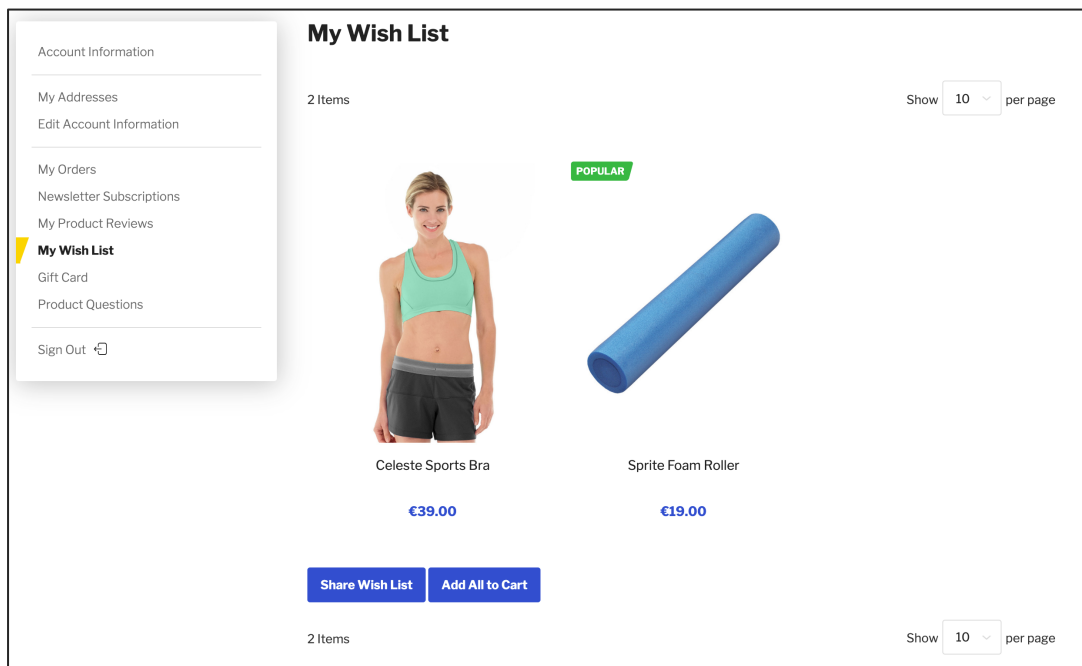 Account Information
My Addresses
Edit Account Information
My Orders
Newsletter Subscriptions
My Product Reviews
My Wish List
Gift Card
Product Questions
Sign Out
My Wish List
2 Items
Show 10 per page
POPULAR
Celeste Sports Bra
Sprite Foam Roller
€39.00
€19.00
Share Wish List
Add All to Cart
2 Items
Show 10 per page